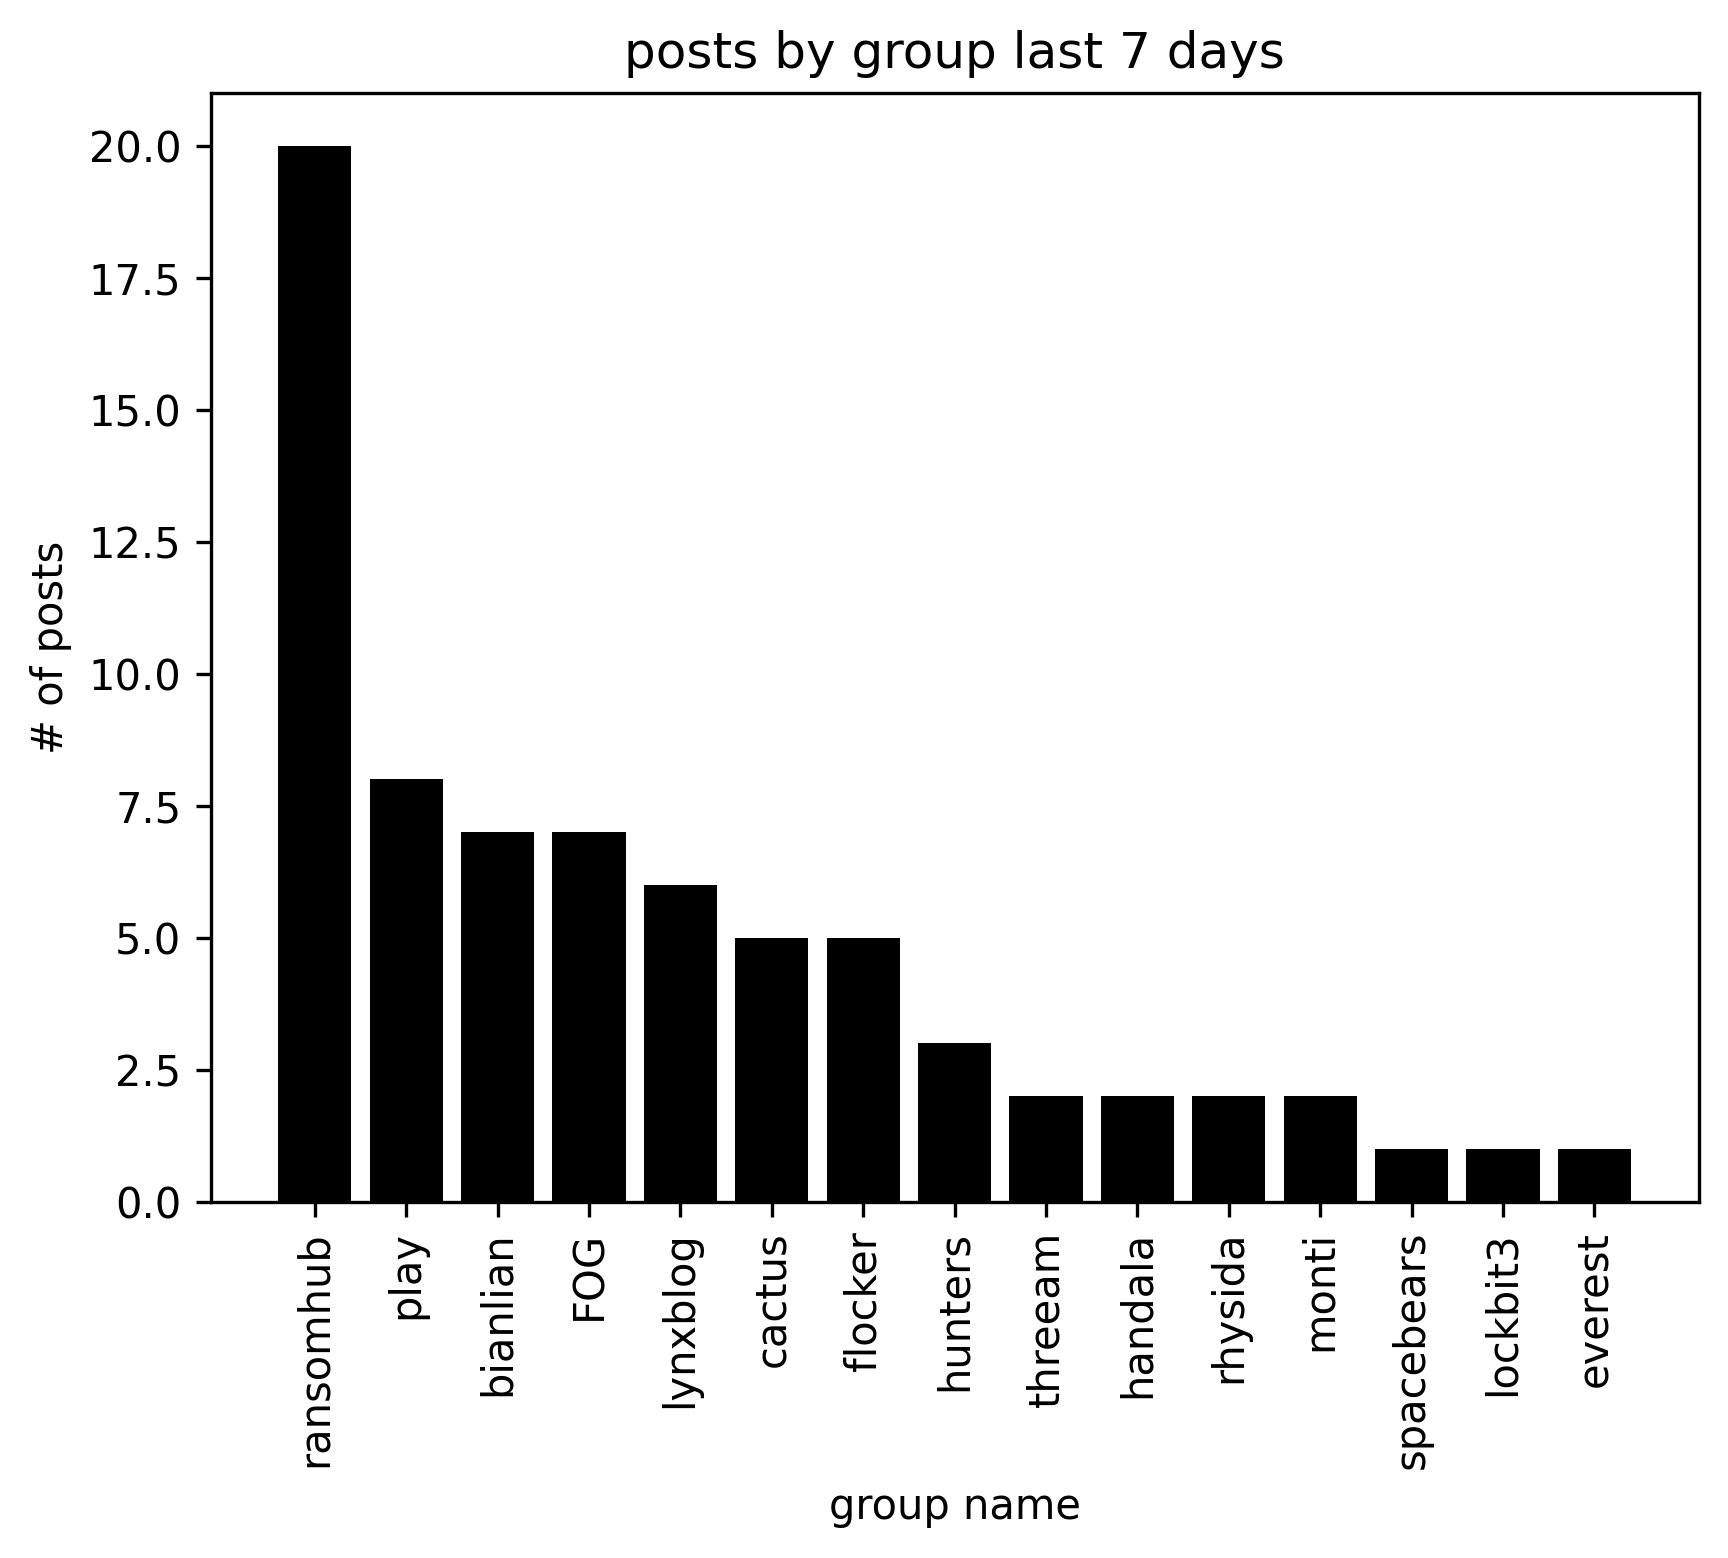 posts by group last 7 days
# of posts
20.0
17.5
15.0
12.5
10.0
7.5
5.0
2.5
0.0
ransomhub
play
bianlian
FOG
lynxblog
cactus
flocker
hunters
threeam
handala
rhysida
monti
spacebears
lockbit3
everest
group name